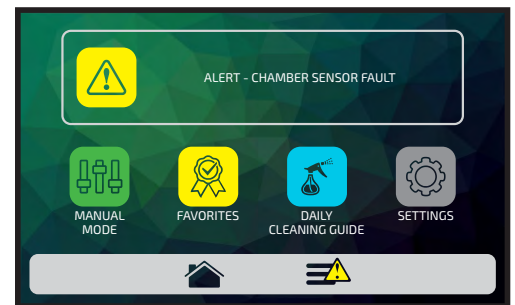 ALERT - CHAMBER SENSOR FAULT
MANUAL
MODE
FAVORITES
DAILY
CLEANING GUIDE
SETTINGS